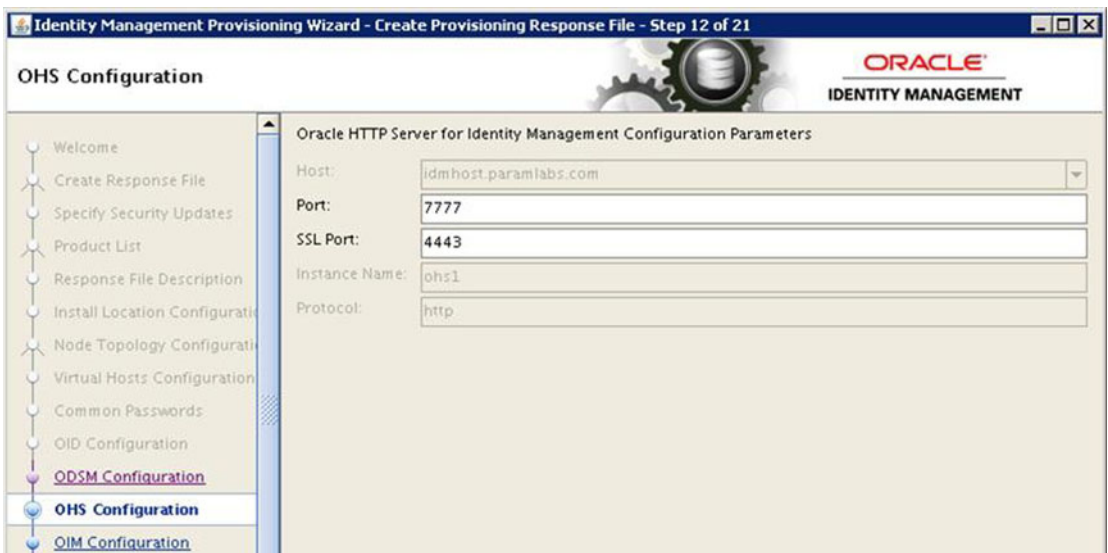 Identity Management Provisioning Wizard - Create Provisioning Response File - Step 12 of 21
OHS Configuration
ORACLE
IDENTITY MANAGEMENT
Welcome
Create Response File
Specify Security Updates
Product List
Response File Description
Install Location Configuratio
Node Topology Configuratio
Virtual Hosts Configuration
Common Passwords
OID Configuration
ODSM Configuration
OHS Configuration
OIM Configuration
Oracle HTTP Server for Identity Management Configuration Parameters
Host: idmhost.paramlabs.com
Port: 7777
SSL Port: 4443
Instance Name: ohs1
Protocol: http